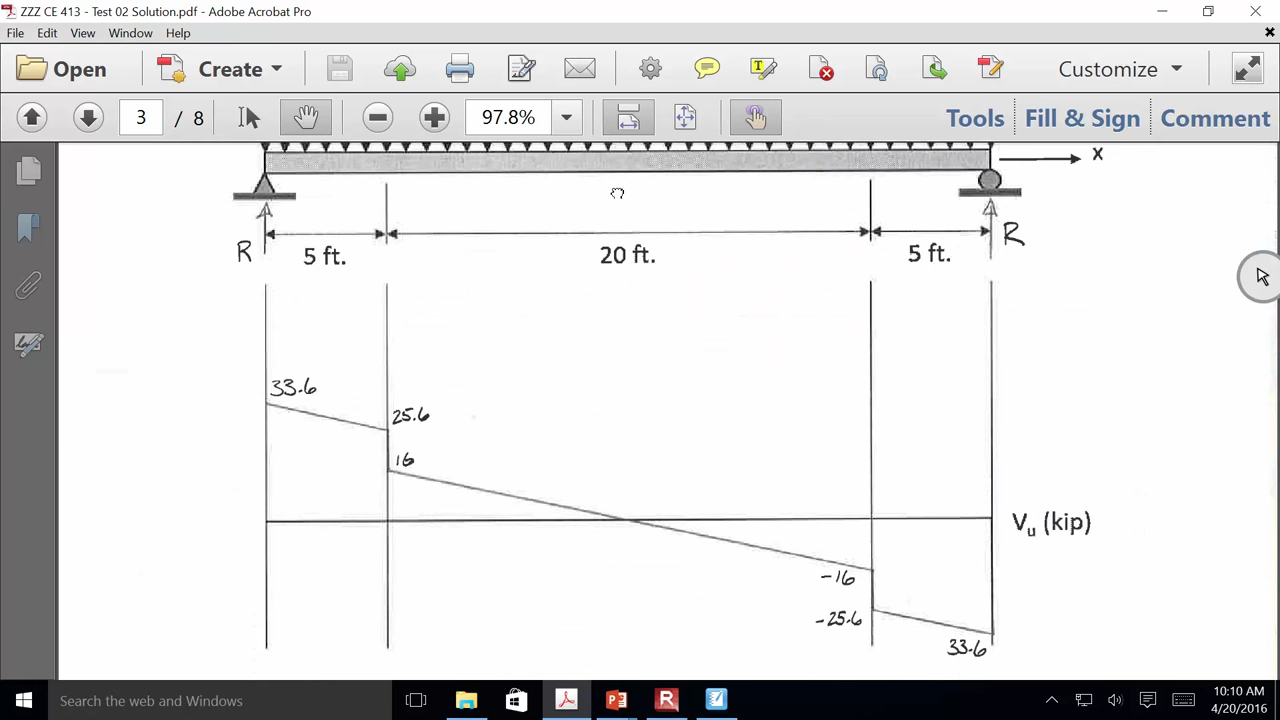 ZZZ CE 413 - Test 02 Solution.pdf - Adobe Acrobat Pro
File Edit View Window Help
Open Create Customize
3 / 8 97.8% Tools Fill & Sign Comment
x
R 5 ft. 20 ft. 5 ft. R
33.6
25.6
16
Vu (kip)
-16
-25.6
33.6
Search the web and Windows
10:10 AM
4/20/2016